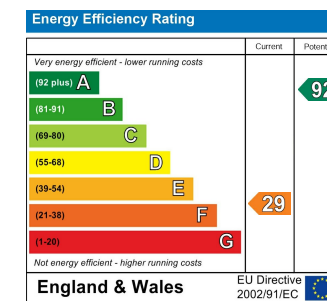 Energy Efficiency Rating
Current
Very energy efficient - lower running costs
(92 plus) A
92
(81-91) B
(69-80) C
(55-68) D
(39-54) E
29
(21-38) F
(1-20) G
Not energy efficient - higher running costs
England & Wales
EU Directive
2002/91/EC